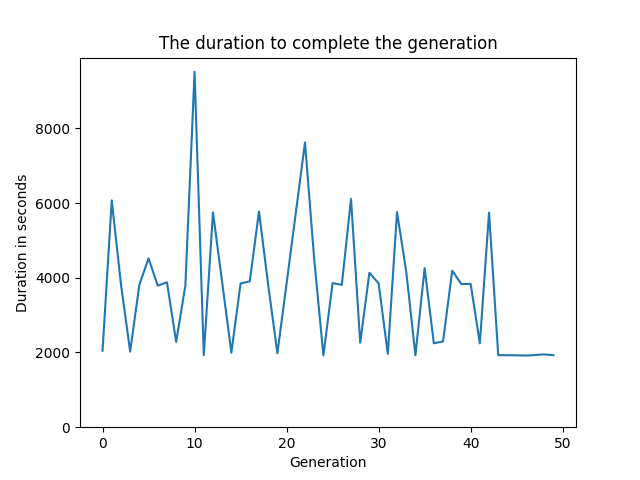 The duration to complete the generation
Duration in seconds
8000
6000
4000
2000
0
0 10 20 30 40 50
Generation